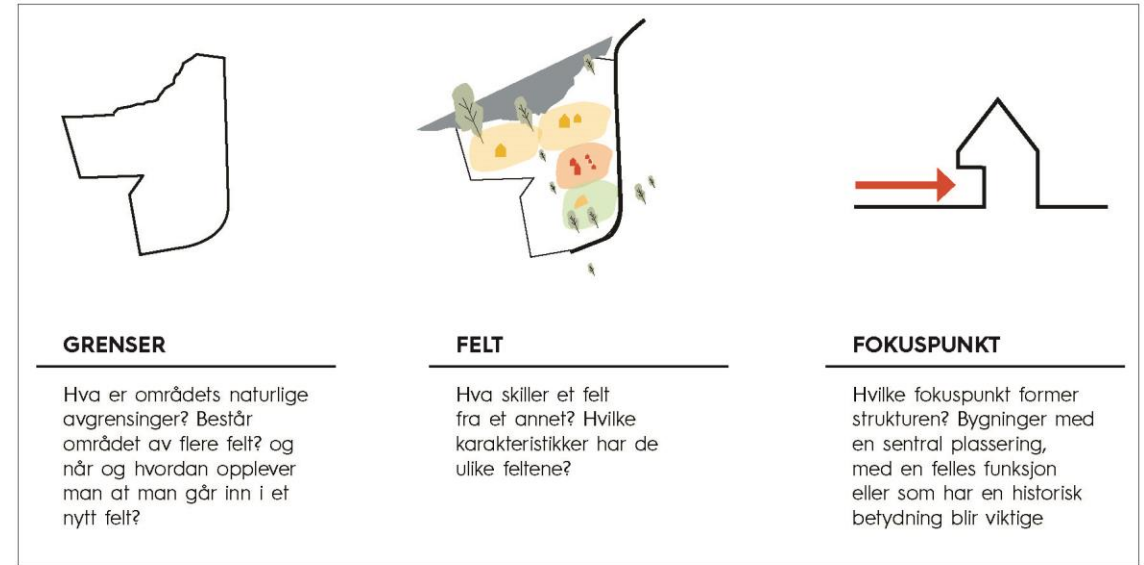 GRENSER
Hva er områdets naturlige
avgrensinger? Består
området av flere felt? og
når og hvordan opplever
man at man går inn i et
nytt felt?
FELT
Hva skiller et felt
fra et annet? Hvilke
karakteristikker har de
ulike feltene?
FOKUSPUNKT
Hvilke fokuspunkt former
strukturen? Bygninger med
en sentral plassering,
med en felles funksjon
eller som har en historisk
betydning blir viktige